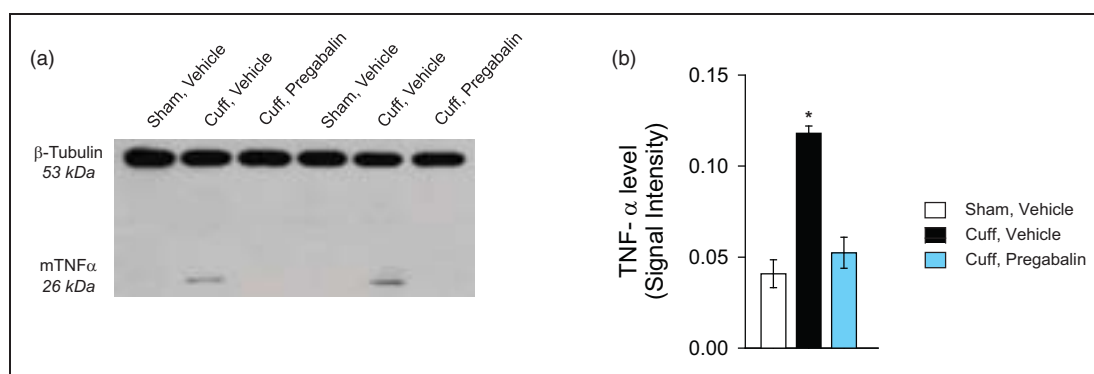 (a)
Sham, Vehicle
Cuff, Vehicle
Cuff, Pregabalin
Sham, Vehicle
Cuff, Vehicle
Cuff, Pregabalin
β-Tubulin
53 kDa
mTNFα
26 kDa
(b)
TNF- α level
(Signal Intensity)
0.15
0.10
0.05
0.00
*
Sham, Vehicle
Cuff, Vehicle
Cuff, Pregabalin